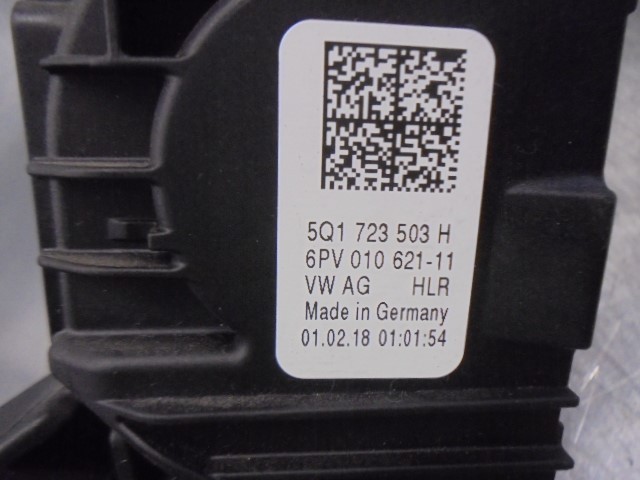 5Q1 723 503 H
6PV 010 621-11
VW AG HLR
Made in Germany
01.02.18 01:01:54